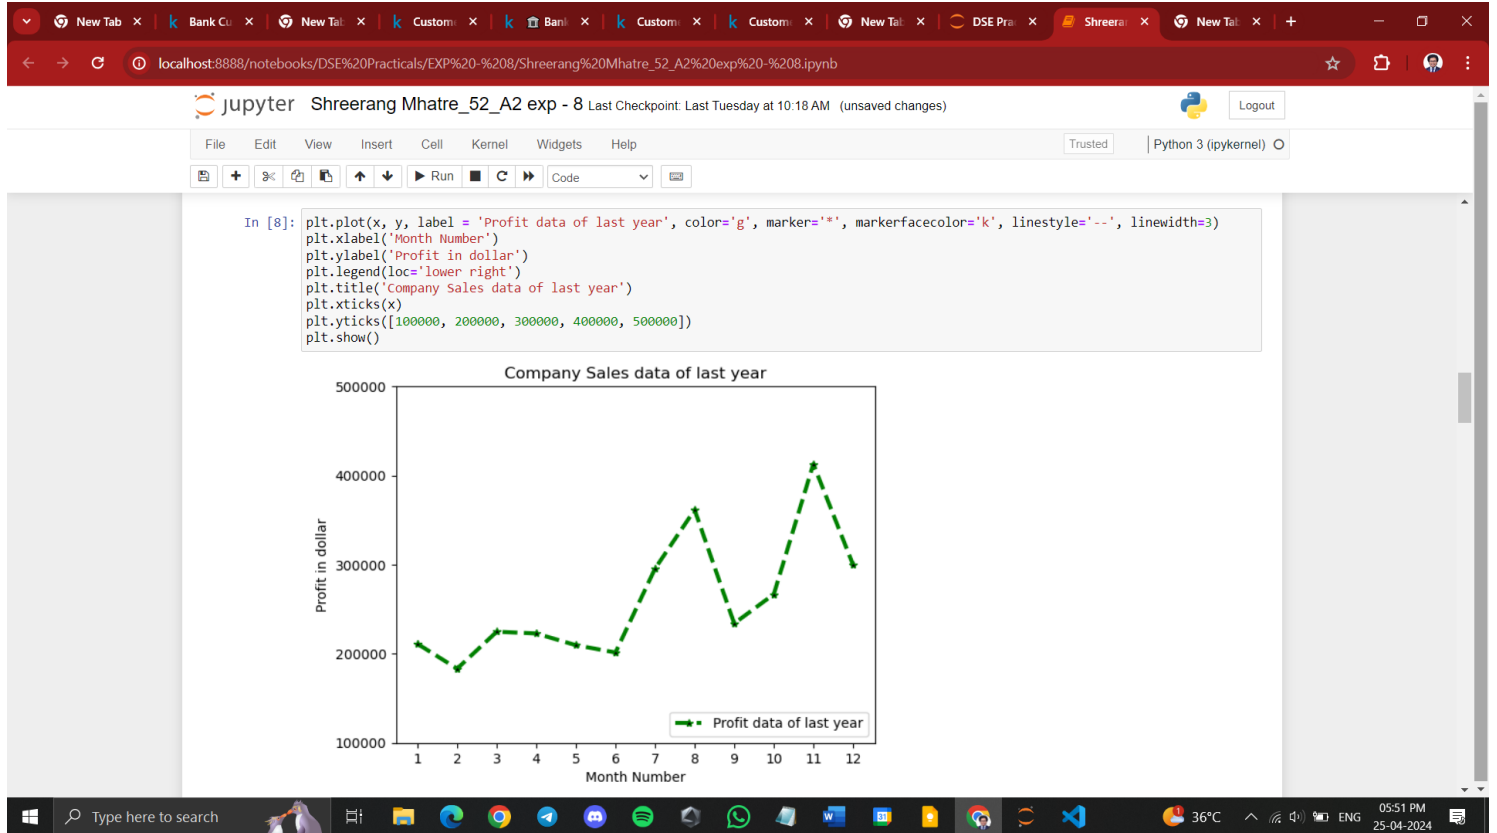 New Tab
Bank Cu
New Tab
Custom
Bank
Custom
Custom
New Tab
DSE Pra
Shreerar
New Tab
localhost:8888/notebooks/DSE%20Practicals/EXP%20-%208/Shreerang%20Mhatre_52_A2%20exp%20-%208.ipynb
jupyter Shreerang Mhatre_52_A2 exp - 8 Last Checkpoint: Last Tuesday at 10:18 AM (unsaved changes)
Logout
File Edit View Insert Cell Kernel Widgets Help
Trusted
Python 3 (ipykernel)
Run
Code
In [8]: plt.plot(x, y, label = 'Profit data of last year', color='g', marker='*', markerfacecolor='k', linestyle='--', linewidth=3)
plt.xlabel('Month Number')
plt.ylabel('Profit in dollar')
plt.legend(loc='lower right')
plt.title('Company Sales data of last year')
plt.xticks(x)
plt.yticks([100000, 200000, 300000, 400000, 500000])
plt.show()
Company Sales data of last year
500000
400000
300000
200000
100000
Profit in dollar
Profit data of last year
1 2 3 4 5 6 7 8 9 10 11 12
Month Number
Type here to search
31
1
36°C
ENG
05:51 PM
25-04-2024